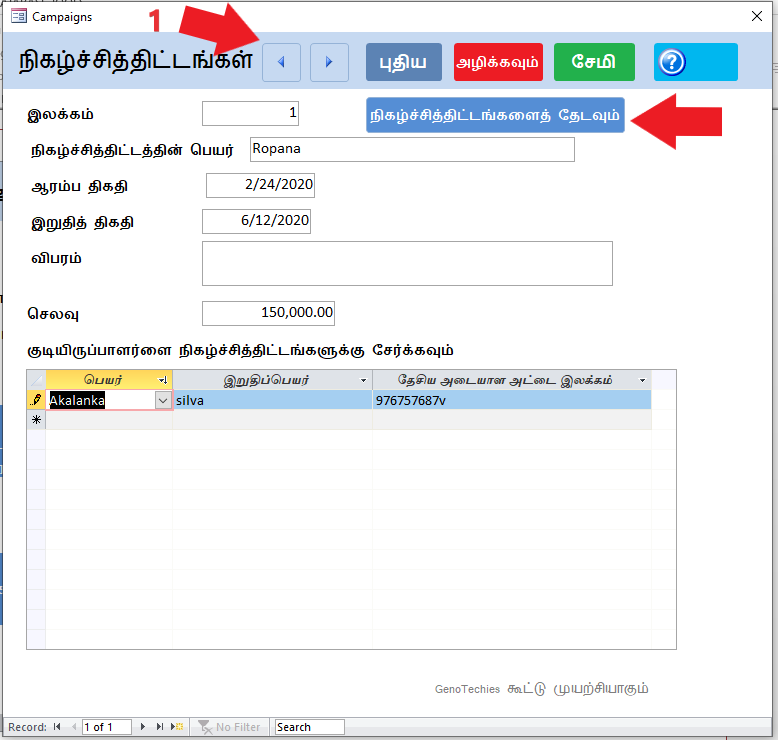 Campaigns
1
நிகழ்ச்சித்திட்டங்கள் புதிய அழிக்கவும் சேமி ?
இலக்கம் 1 நிகழ்ச்சித்திட்டங்களைத் தேடவும்
நிகழ்ச்சித்திட்டத்தின் பெயர் Ropana
ஆரம்ப திகதி 2/24/2020
இறுதித் திகதி 6/12/2020
விபரம்
செலவு 150,000.00
குடியிருப்பாளர்ளை நிகழ்ச்சித்திட்டங்களுக்கு சேர்க்கவும்
பெயர் இறுதிப்பெயர் தேசிய அடையாள அட்டை இலக்கம்
Akalanka silva 976757687v
GenoTechies கூட்டு முயற்சியாகும்
Record: 1 of 1 No Filter Search